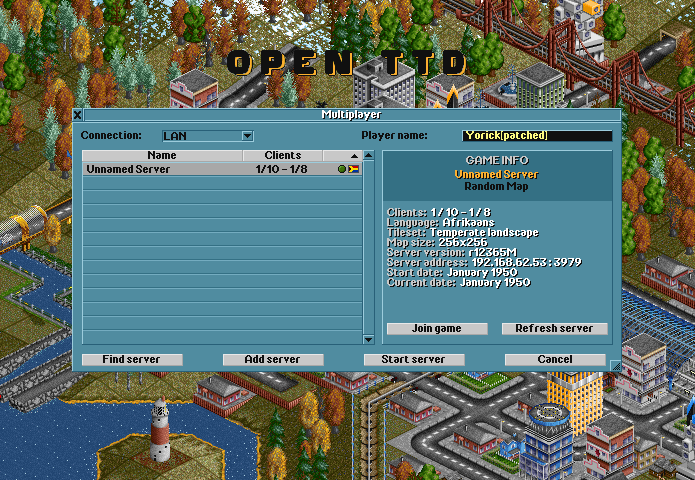 OPEN TTD
X Multiplayer
Connection: LAN Player name: Yorick[patched]
Name Clients
Unnamed Server 1/10 - 1/8
GAME INFO
Unnamed Server
Random Map
Clients: 1/10 - 1/8
Language: Afrikaans
Tileset: Temperate landscape
Map size: 256x256
Server version: r12365M
Server address: 192.168.62.53:3979
Start date: January 1950
Current date: January 1950
Join game Refresh server
Find server Add server Start server Cancel